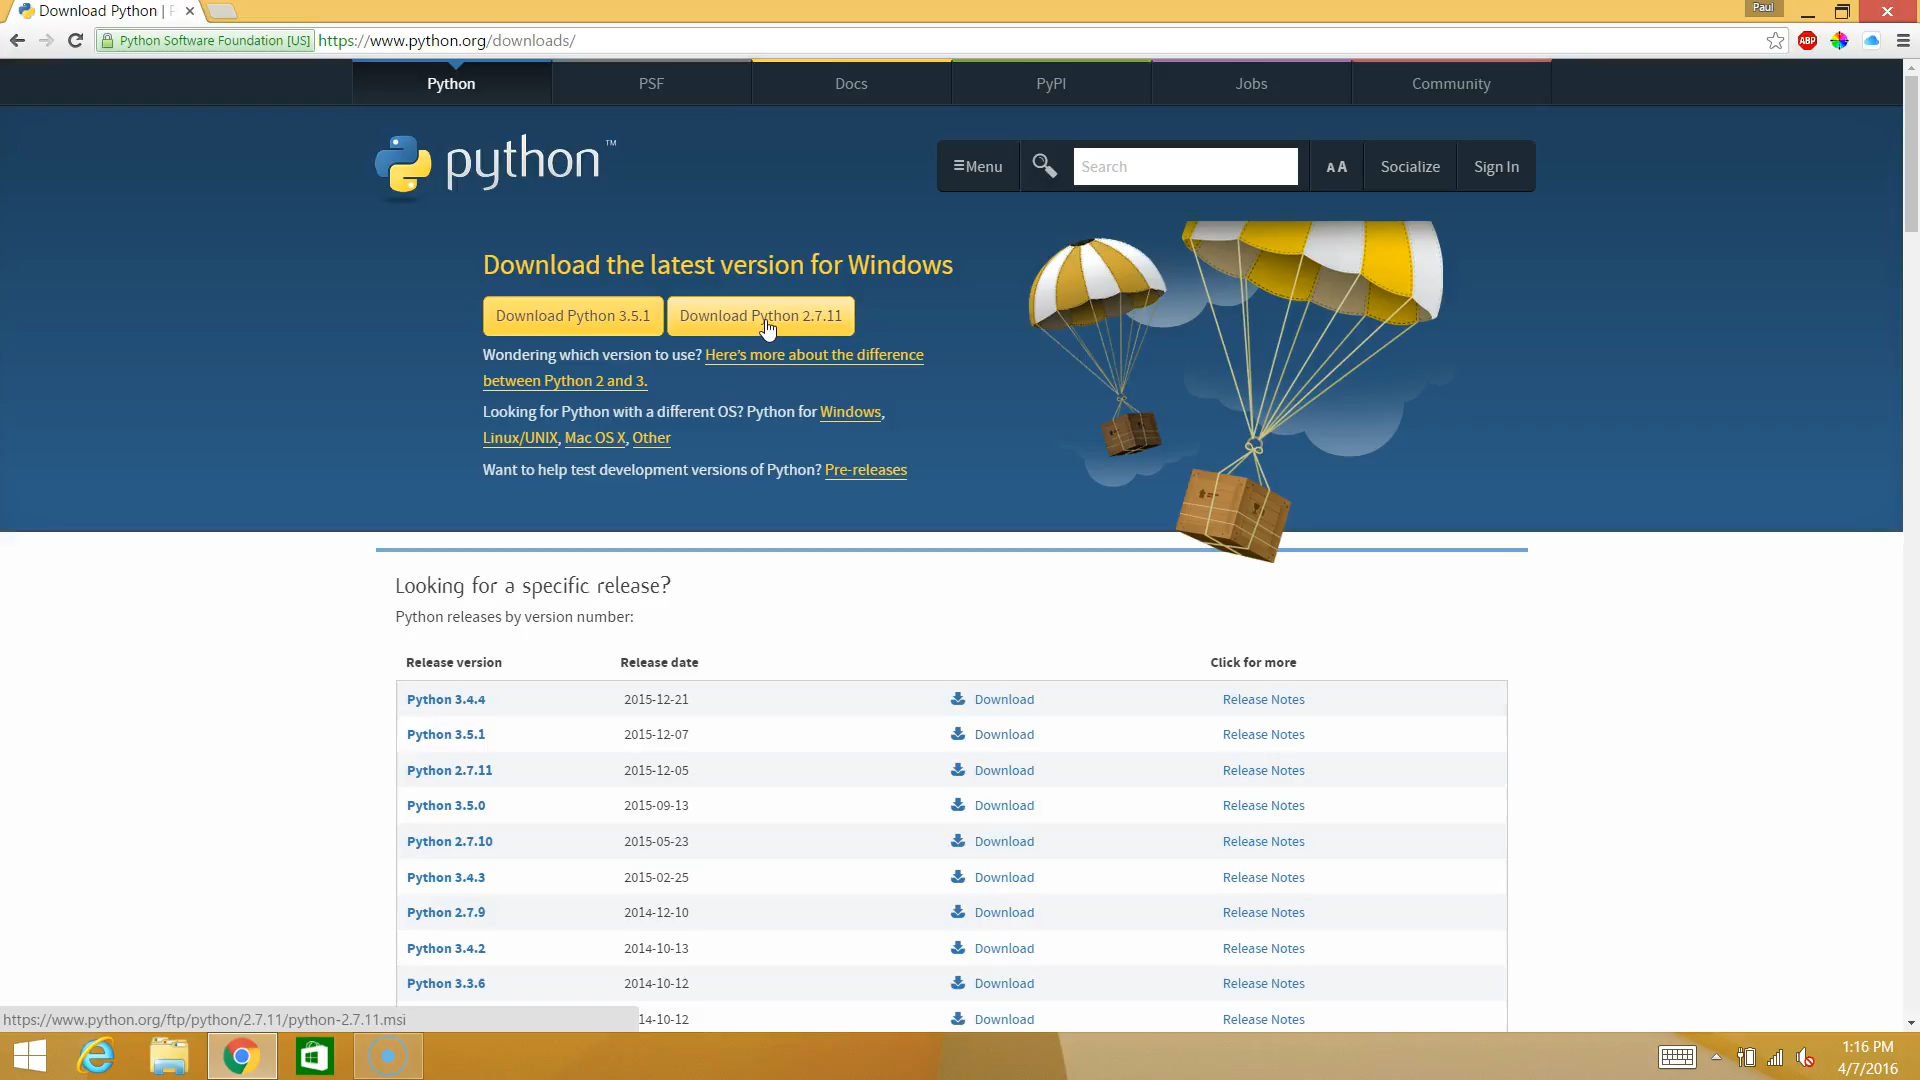 Download Python |
Paul
Python Software Foundation [US] https://www.python.org/downloads/
ABP
Python PSF Docs PyPI Jobs Community
python™
≡Menu Search A A Socialize Sign In
Download the latest version for Windows
Download Python 3.5.1 Download Python 2.7.11
Wondering which version to use? Here's more about the difference
between Python 2 and 3.
Looking for Python with a different OS? Python for Windows,
Linux/UNIX, Mac OS X, Other
Want to help test development versions of Python? Pre-releases
Looking for a specific release?
Python releases by version number:
Release version Release date Click for more
Python 3.4.4 2015-12-21 Download Release Notes
Python 3.5.1 2015-12-07 Download Release Notes
Python 2.7.11 2015-12-05 Download Release Notes
Python 3.5.0 2015-09-13 Download Release Notes
Python 2.7.10 2015-05-23 Download Release Notes
Python 3.4.3 2015-02-25 Download Release Notes
Python 2.7.9 2014-12-10 Download Release Notes
Python 3.4.2 2014-10-13 Download Release Notes
Python 3.3.6 2014-10-12 Download Release Notes
https://www.python.org/ftp/python/2.7.11/python-2.7.11.msi 14-10-12 Download Release Notes
1:16 PM
4/7/2016